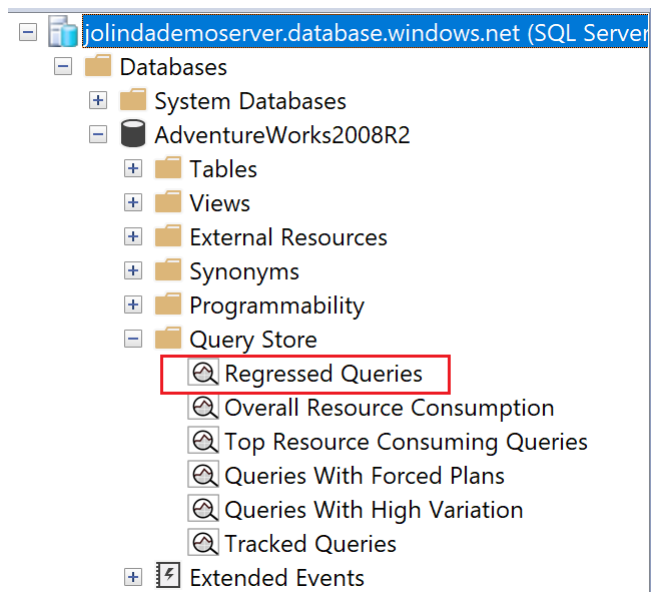 jolindademoserver.database.windows.net (SQL Server
Databases
System Databases
AdventureWorks2008R2
Tables
Views
External Resources
Synonyms
Programmability
Query Store
Regressed Queries
Overall Resource Consumption
Top Resource Consuming Queries
Queries With Forced Plans
Queries With High Variation
Tracked Queries
Extended Events